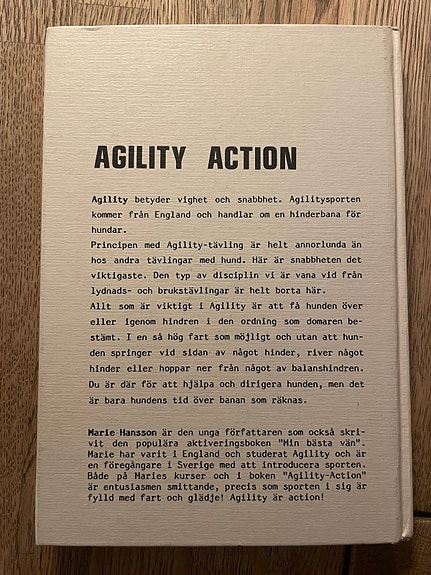 AGILITY ACTION
Agility betyder vighet och snabbhet. Agilitysporten
kommer från England och handlar om en hinderbana för
hundar.
Principen med Agility-tävling är helt annorlunda än
hos andra tävlingar med hund. Här är snabbheten det
viktigaste. Den typ av disciplin vi är vana vid från
lydnads- och brukstävlingar är helt borta här.
Allt som är viktigt i Agility är att få hunden över
eller igenom hindren i den ordning som domaren be-
stämt. I en så hög fart som möjligt och utan att hun-
den springer vid sidan av något hinder, river något
hinder eller hoppar ner från något av balanshindren.
Du är där för att hjälpa och dirigera hunden, men det
är bara hundens tid över banan som räknas.
Marie Hansson är den unga författaren som också skri-
vit den populära aktiveringsboken "Min bästa vän".
Marie har varit i England och studerat Agility och är
en föregångare i Sverige med att introducera sporten.
Både på Maries kurser och i boken "Agility-Action"
är entusiasmen smittande, precis som sporten i sig är
fylld med fart och glädje! Agility är action!